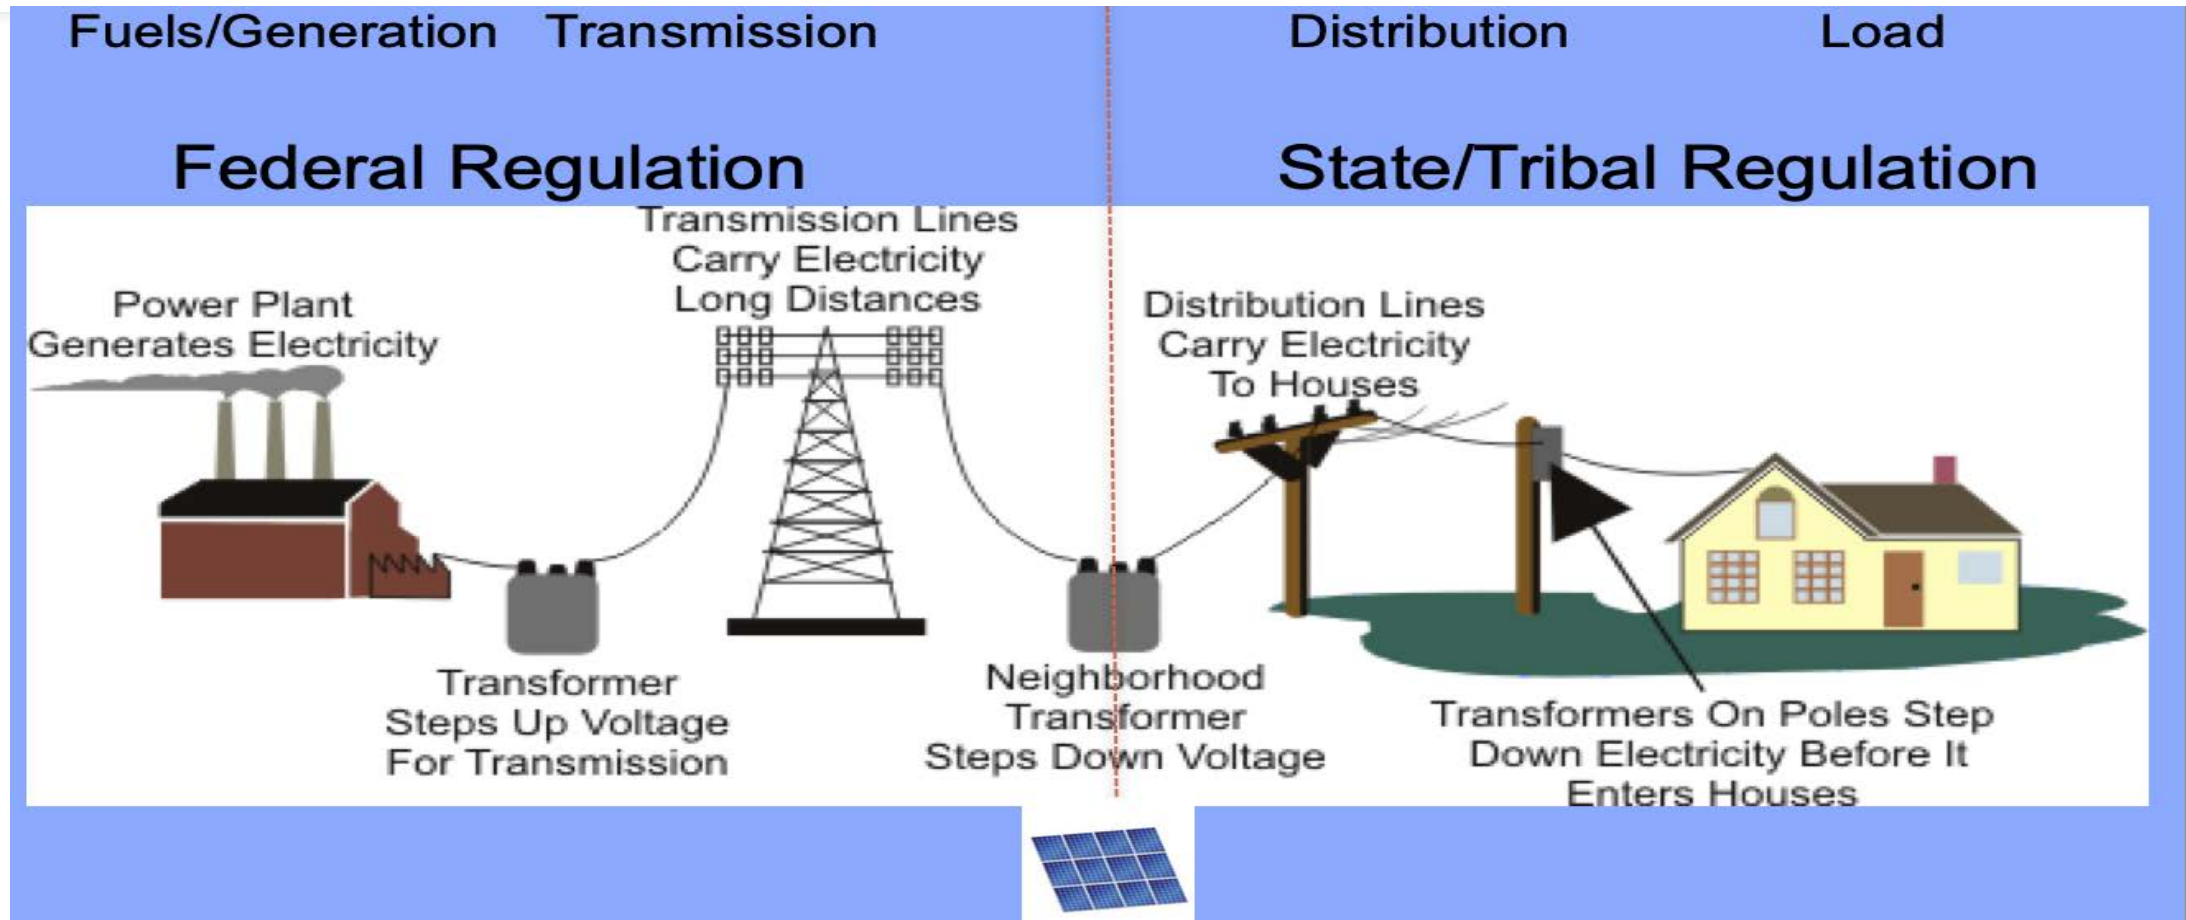 Fuels/Generation Transmission Distribution Load
Federal Regulation State/Tribal Regulation
Transmission Lines
Carry Electricity
Long Distances
Power Plant
Generates Electricity
Distribution Lines
Carry Electricity
To Houses
Transformer
Steps Up Voltage
For Transmission
Neighborhood
Transformer
Steps Down Voltage
Transformers On Poles Step
Down Electricity Before It
Enters Houses